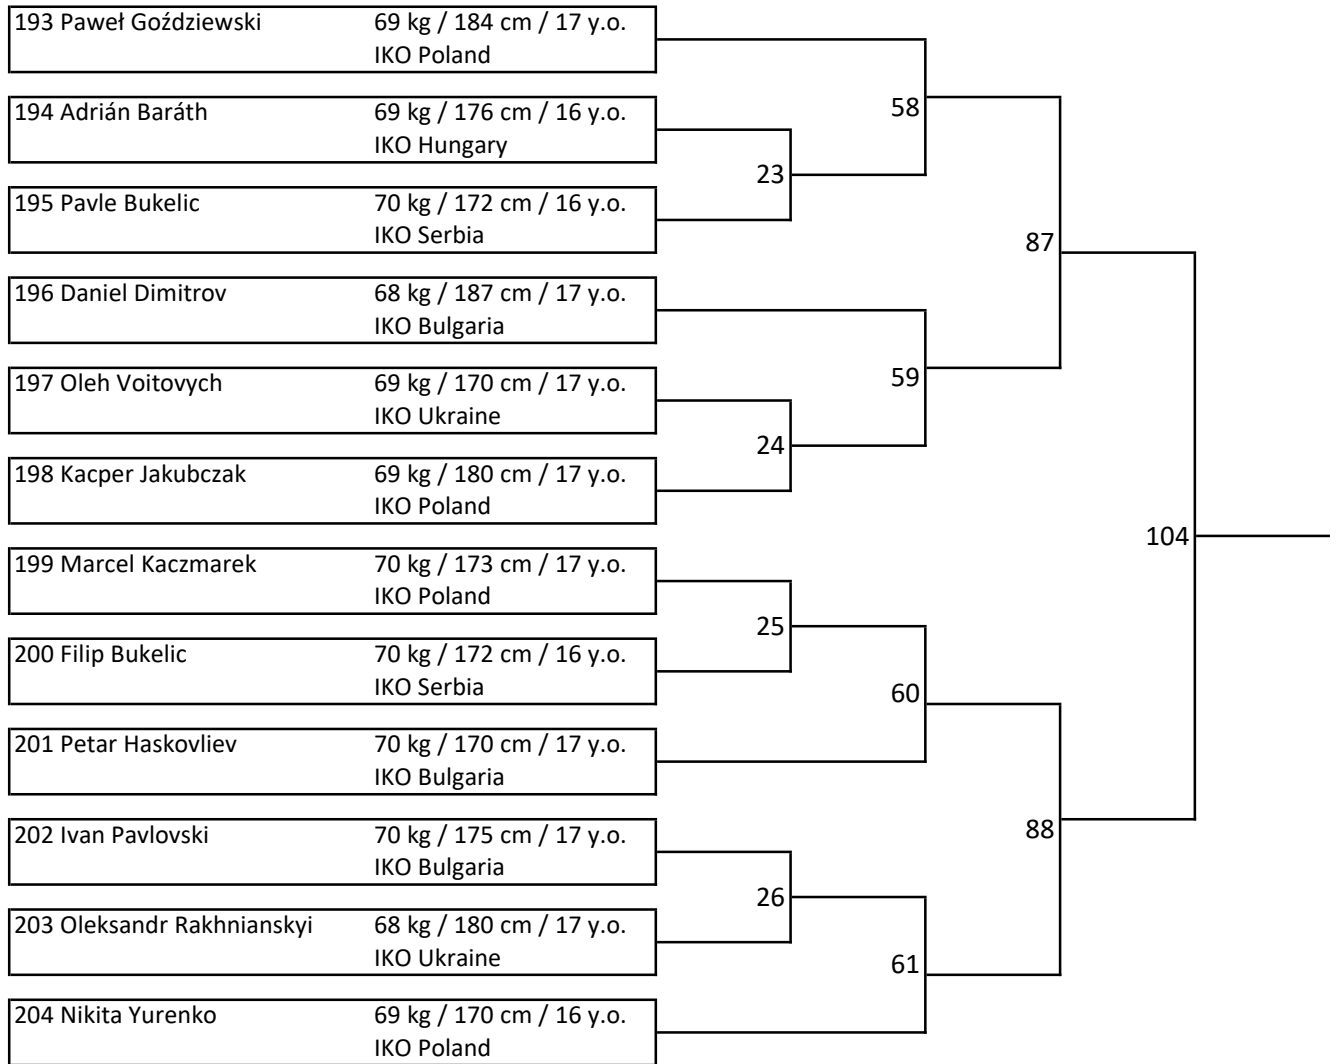 193 Paweł Goździewski 69 kg / 184 cm / 17 y.o.
IKO Poland
58
194 Adrián Baráth 69 kg / 176 cm / 16 y.o.
IKO Hungary
23
195 Pavle Bukelic 70 kg / 172 cm / 16 y.o.
IKO Serbia
87
196 Daniel Dimitrov 68 kg / 187 cm / 17 y.o.
IKO Bulgaria
59
197 Oleh Voitovych 69 kg / 170 cm / 17 y.o.
IKO Ukraine
24
198 Kacper Jakubczak 69 kg / 180 cm / 17 y.o.
IKO Poland
104
199 Marcel Kaczmarek 70 kg / 173 cm / 17 y.o.
IKO Poland
25
200 Filip Bukelic 70 kg / 172 cm / 16 y.o.
IKO Serbia
60
201 Petar Haskovliev 70 kg / 170 cm / 17 y.o.
IKO Bulgaria
88
202 Ivan Pavlovski 70 kg / 175 cm / 17 y.o.
IKO Bulgaria
26
203 Oleksandr Rakhnianskyi 68 kg / 180 cm / 17 y.o.
IKO Ukraine
61
204 Nikita Yurenko 69 kg / 170 cm / 16 y.o.
IKO Poland